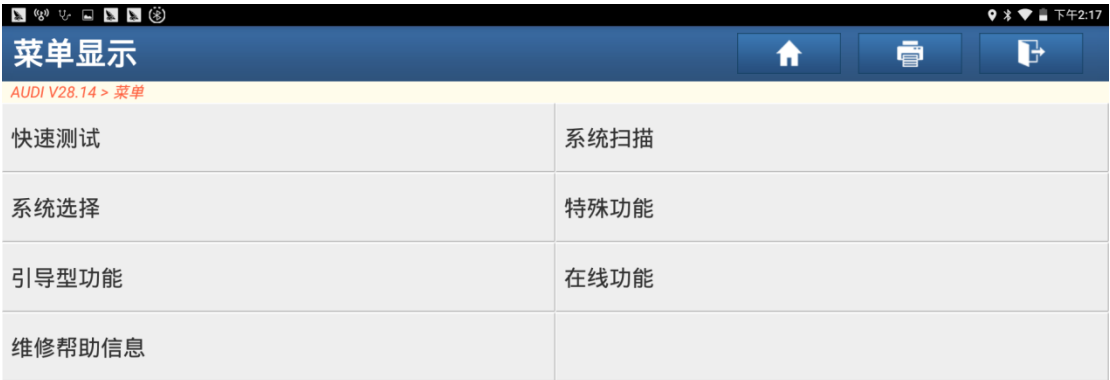 下午2:17
菜单显示
AUDI V28.14 > 菜单
快速测试 系统扫描
系统选择 特殊功能
引导型功能 在线功能
维修帮助信息